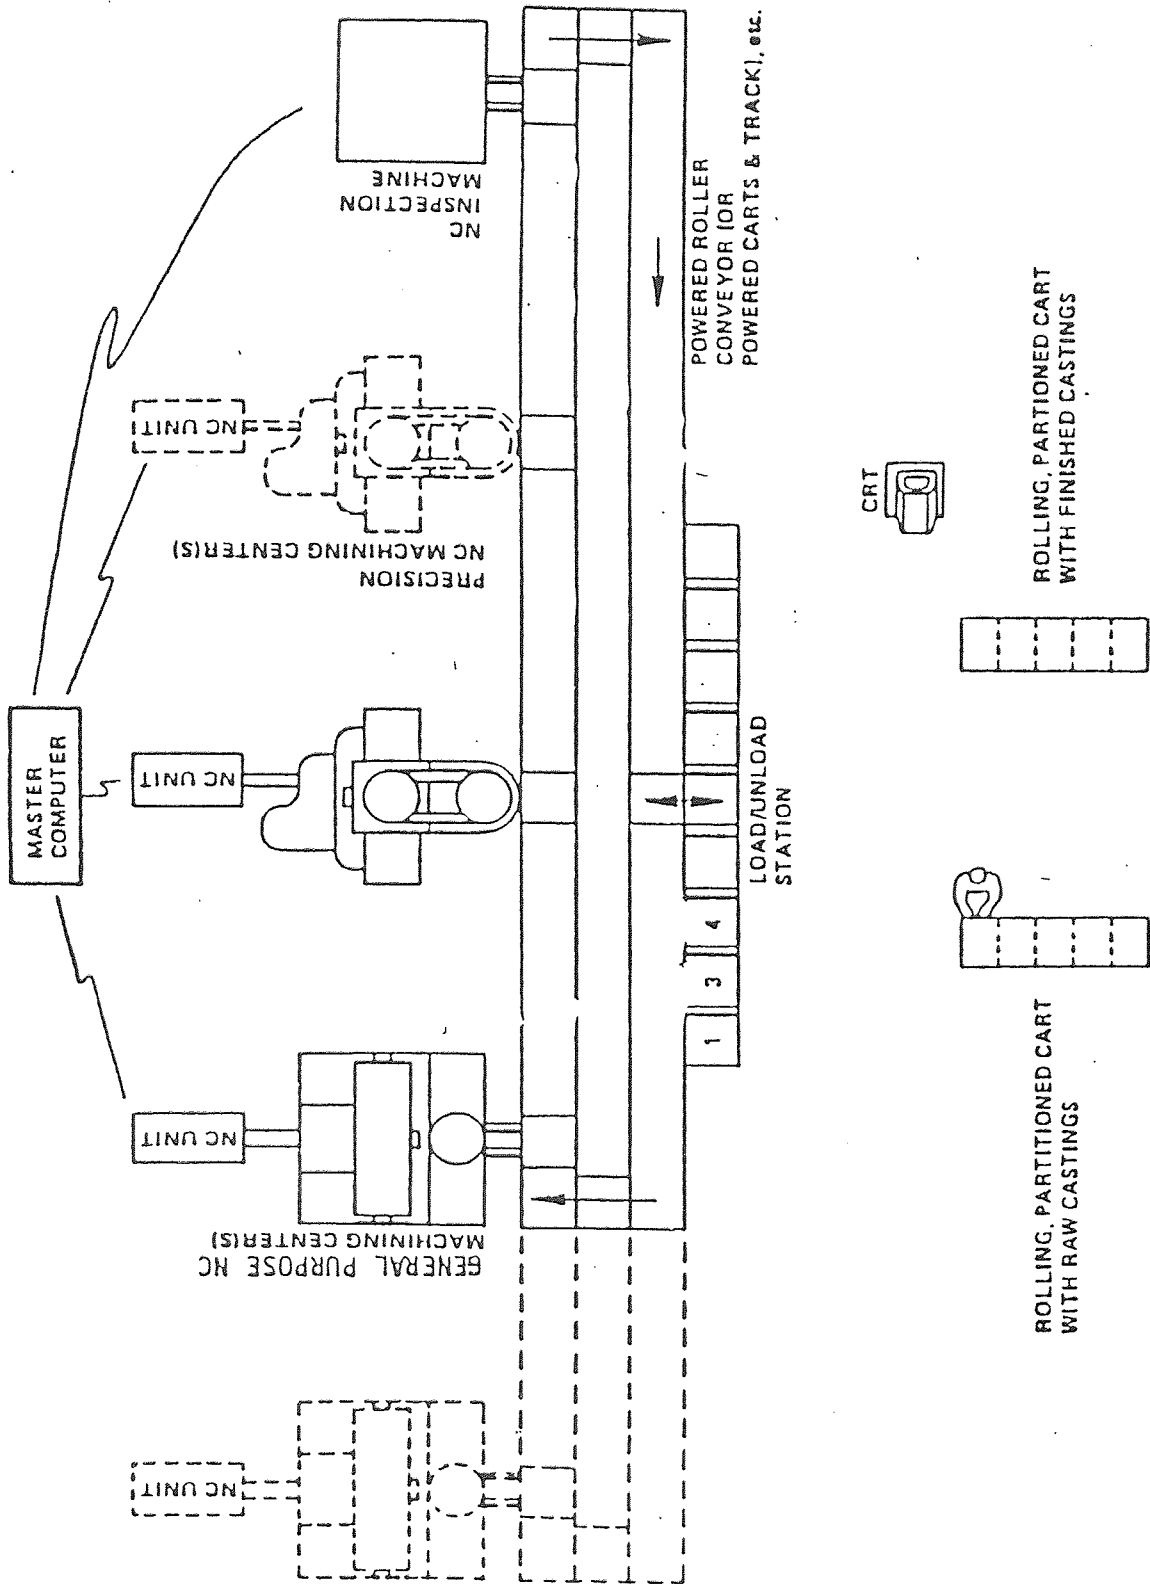 MASTER
COMPUTER
NC UNIT
NC UNIT
NC UNIT
NC UNIT
GENERAL PURPOSE NC
MACHINING CENTER(S)
PRECISION
NC MACHINING CENTER(S)
NC
INSPECTION
MACHINE
1
3
4
LOAD/UNLOAD
STATION
POWERED ROLLER
CONVEYOR (OR
POWERED CARTS & TRACK), etc.
CRT
ROLLING, PARTITIONED CART
WITH RAW CASTINGS
ROLLING, PARTIONED CART
WITH FINISHED CASTINGS